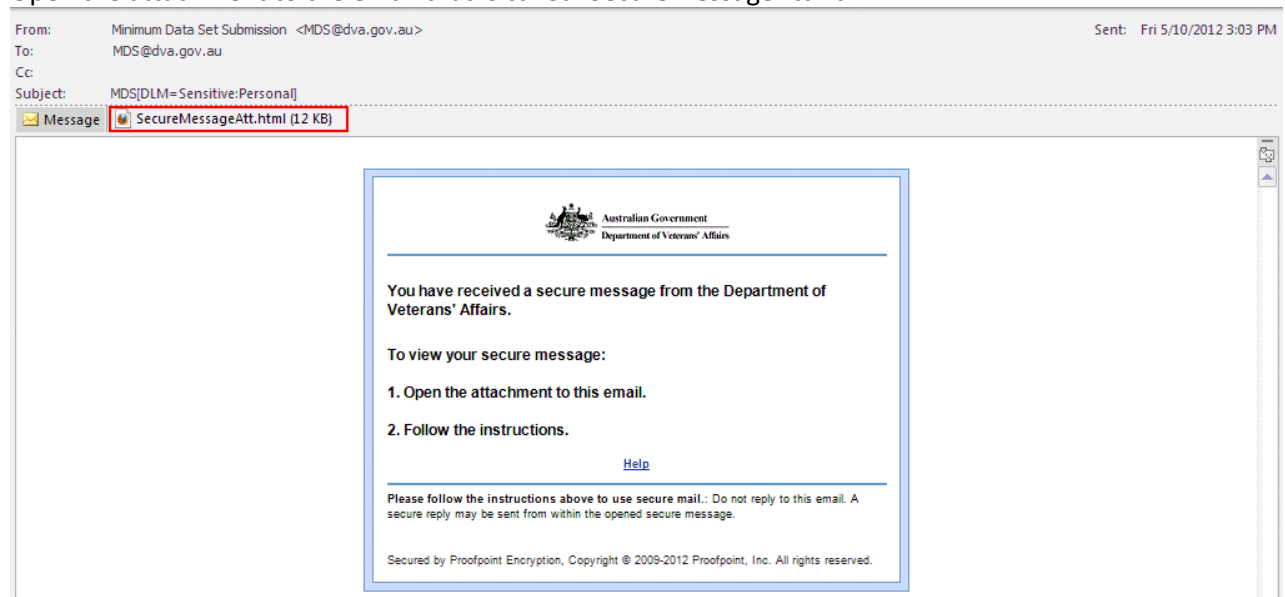 From: Minimum Data Set Submission <MDS@dva.gov.au> Sent: Fri 5/10/2012 3:03 PM
To: MDS@dva.gov.au
Cc:
Subject: MDS[DLM=Sensitive:Personal]
Message SecureMessageAtt.html (12 KB)
Australian Government
Department of Veterans' Affairs
You have received a secure message from the Department of
Veterans' Affairs.
To view your secure message:
1. Open the attachment to this email.
2. Follow the instructions.
Help
Please follow the instructions above to use secure mail.: Do not reply to this email. A
secure reply may be sent from within the opened secure message.
Secured by Proofpoint Encryption, Copyright © 2009-2012 Proofpoint, Inc. All rights reserved.